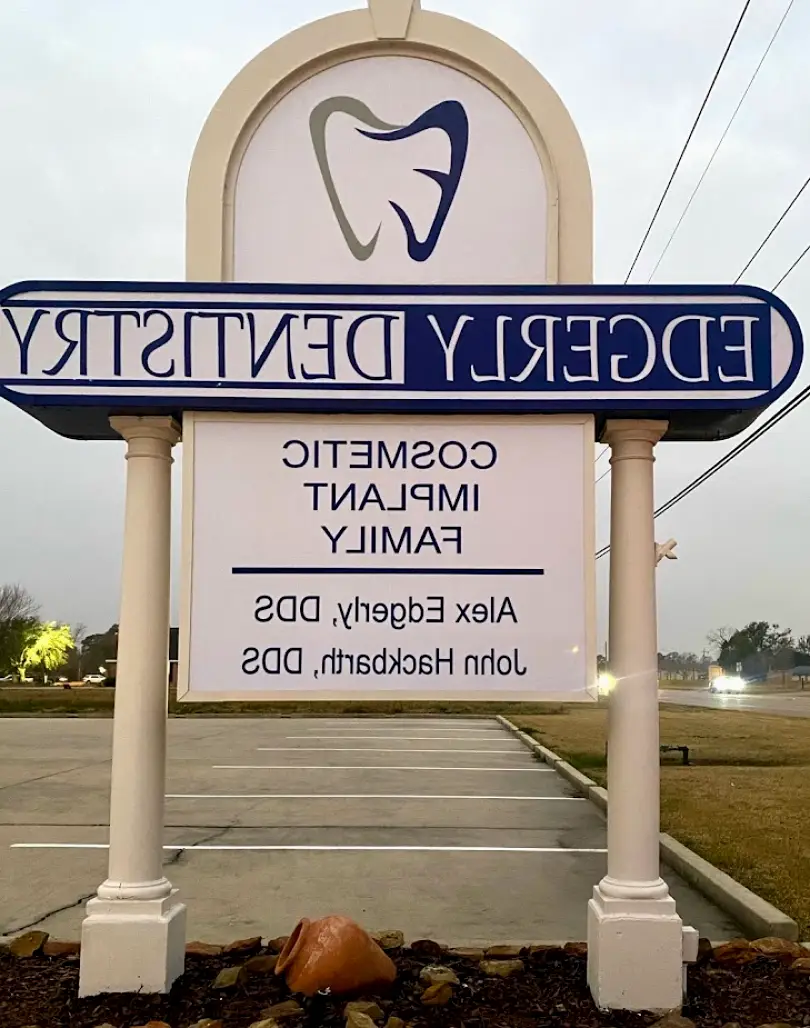 EDGERLY DENTISTRY
COSMETIC
IMPLANT
FAMILY
Alex Edgerly, DDS
John Hackbarth, DDS